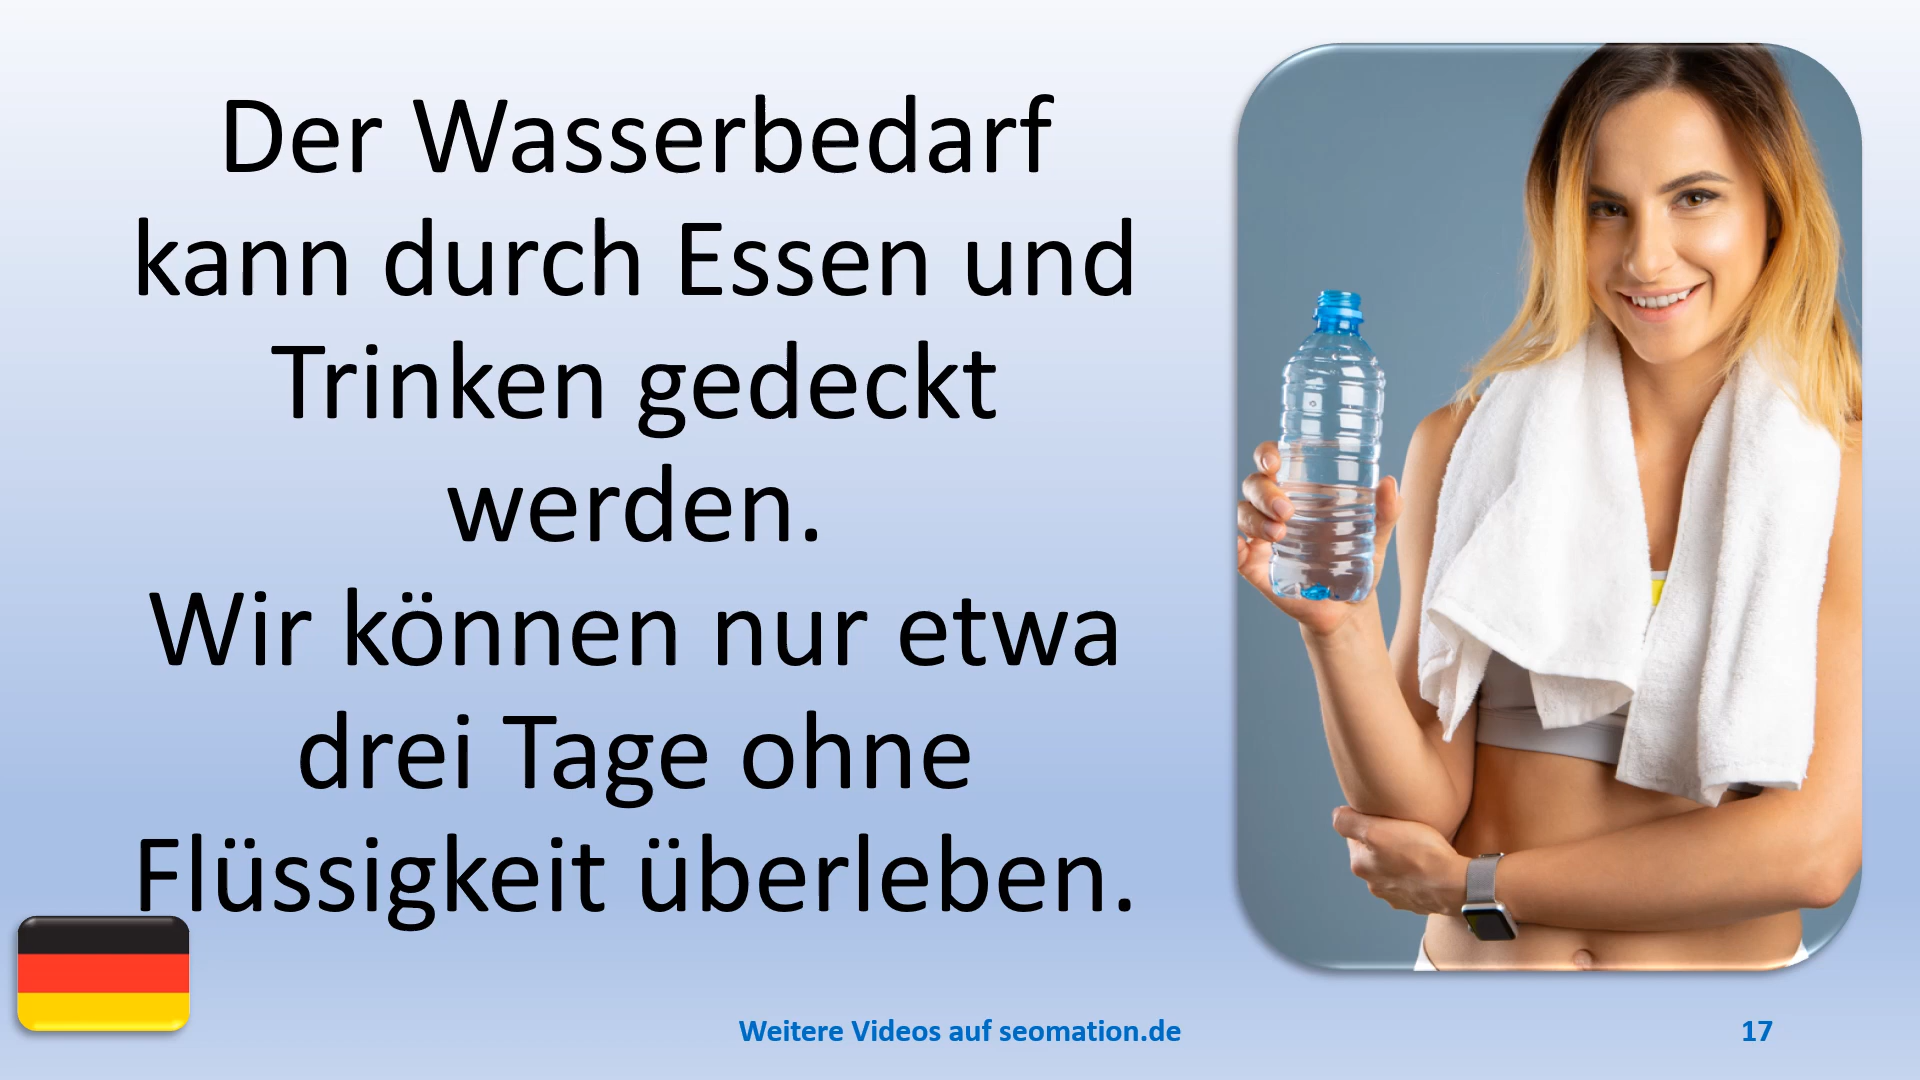 Der Wasserbedarf
kann durch Essen und
Trinken gedeckt
werden.
Wir können nur etwa
drei Tage ohne
Flüssigkeit überleben.
Weitere Videos auf seomation.de
17